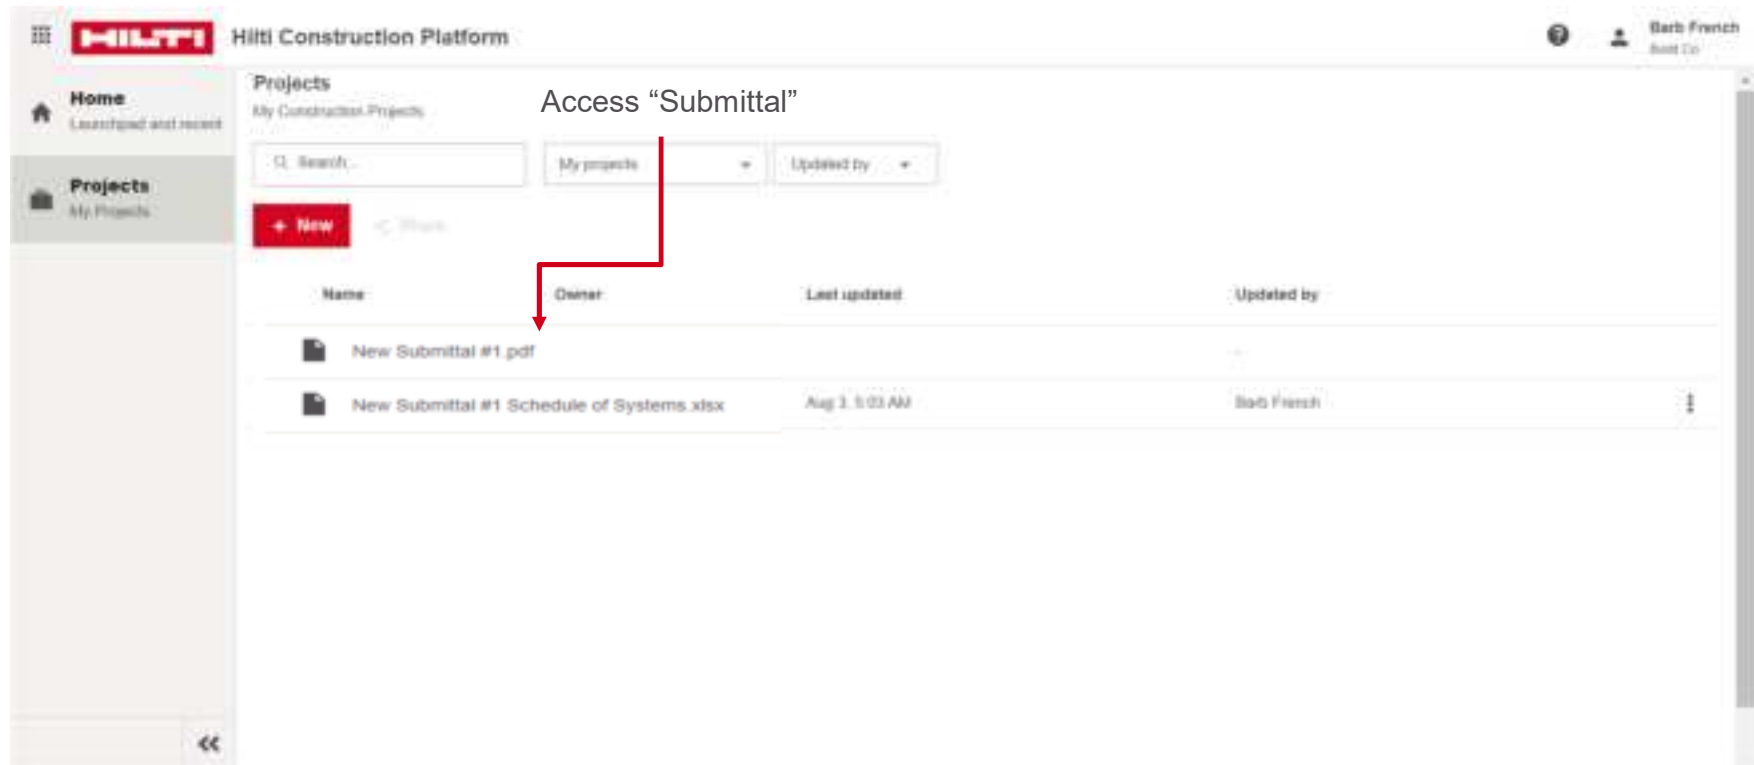 HILTI Hilti Construction Platform
Barb French
Home
Launchpad and recent
Projects
My Projects
Projects
My Construction Projects
Access “Submittal”
Search...
My projects
Updated by
+ New
Share
Name Owner Last updated Updated by
New Submittal #1.pdf -
New Submittal #1 Schedule of Systems.xlsx Aug 3, 5:03 AM Barb French